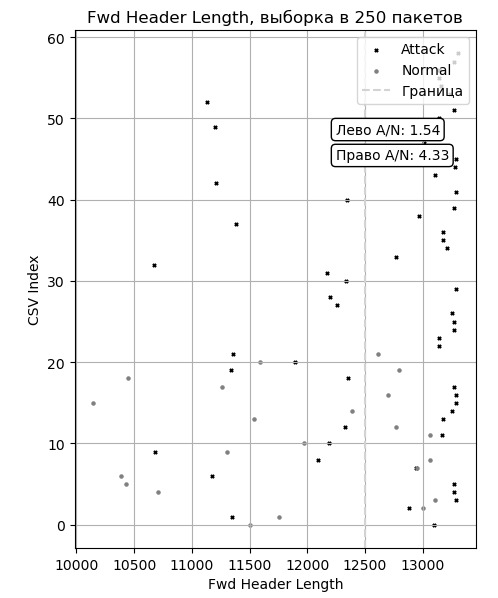 Fwd Header Length, выборка в 250 пакетов
60
Attack
Normal
Граница
50
Лево A/N: 1.54
Право A/N: 4.33
40
CSV Index
30
20
10
0
10000 10500 11000 11500 12000 12500 13000
Fwd Header Length